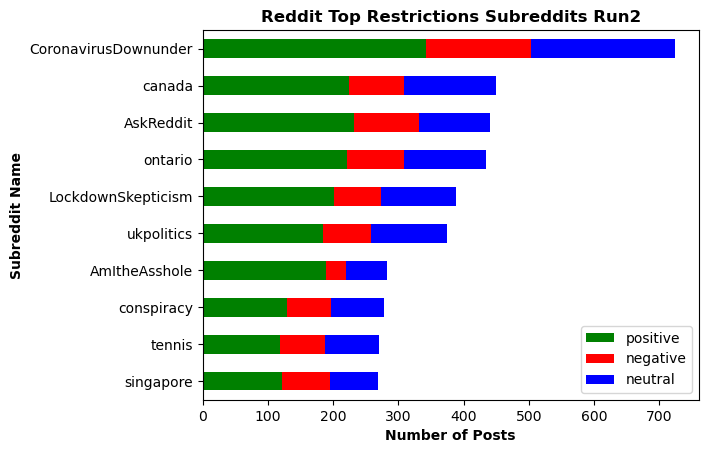 Reddit Top Restrictions Subreddits Run2
Subreddit Name
CoronavirusDownunder
canada
AskReddit
ontario
LockdownSkepticism
ukpolitics
AmItheAsshole
conspiracy
tennis
singapore
positive
negative
neutral
0 100 200 300 400 500 600 700
Number of Posts